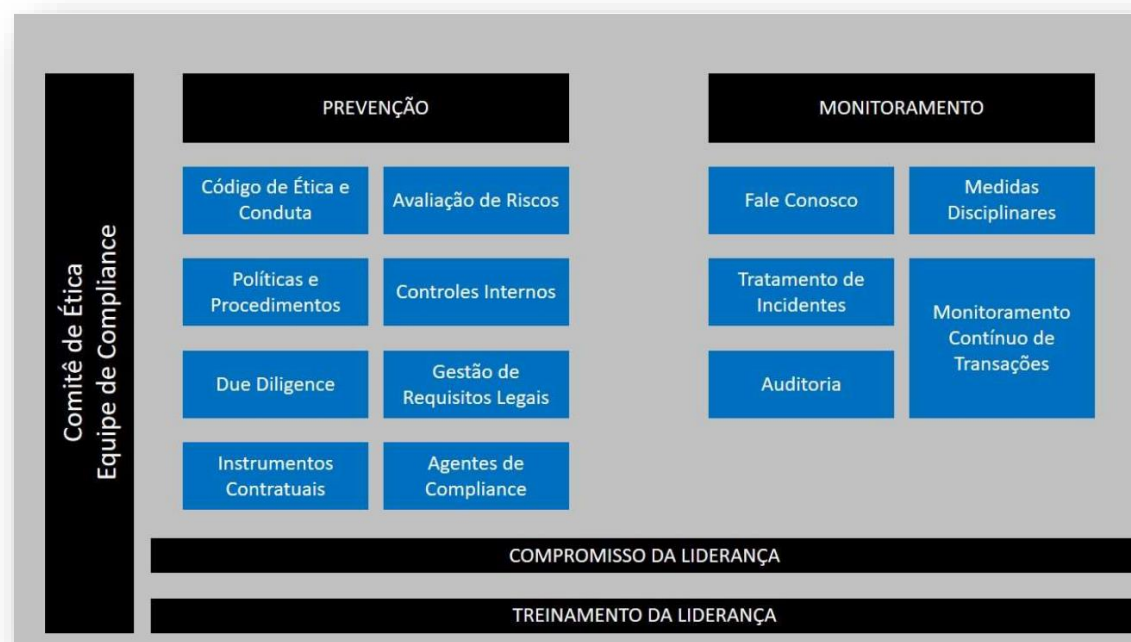 Comitê de Ética
Equipe de Compliance
PREVENÇÃO
Código de Ética e
Conduta
Avaliação de Riscos
Políticas e
Procedimentos
Controles Internos
Due Diligence
Gestão de
Requisitos Legais
Instrumentos
Contratuais
Agentes de
Compliance
MONITORAMENTO
Fale Conosco
Medidas
Disciplinares
Tratamento de
Incidentes
Monitoramento
Contínuo de
Transações
Auditoria
COMPROMISSO DA LIDERANÇA
TREINAMENTO DA LIDERANÇA